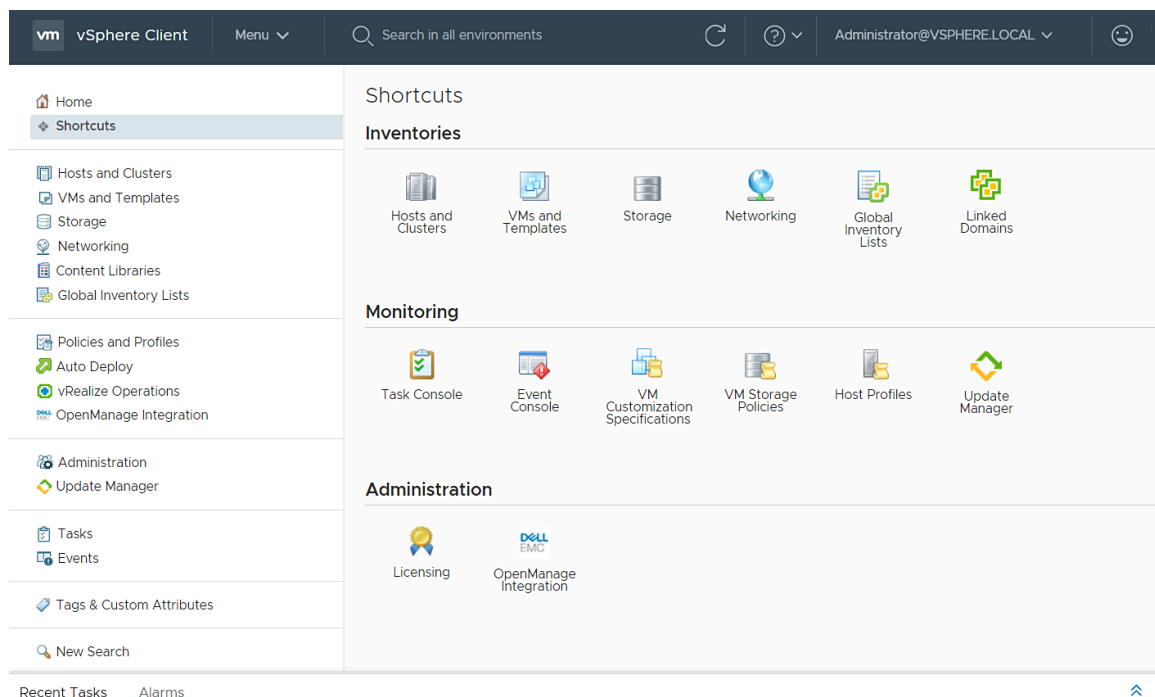 vm vSphere Client Menu Search in all environments ? Administrator@VSPHERE.LOCAL
Home
Shortcuts
Hosts and Clusters
VMs and Templates
Storage
Networking
Content Libraries
Global Inventory Lists
Policies and Profiles
Auto Deploy
vRealize Operations
DELL EMC OpenManage Integration
Administration
Update Manager
Tasks
Events
Tags & Custom Attributes
New Search
Shortcuts
Inventories
Hosts and
Clusters
VMs and
Templates
Storage
Networking
Global
Inventory
Lists
Linked
Domains
Monitoring
Task Console
Event
Console
VM
Customization
Specifications
VM Storage
Policies
Host Profiles
Update
Manager
Administration
Licensing
DELL
EMC
OpenManage
Integration
Recent Tasks Alarms